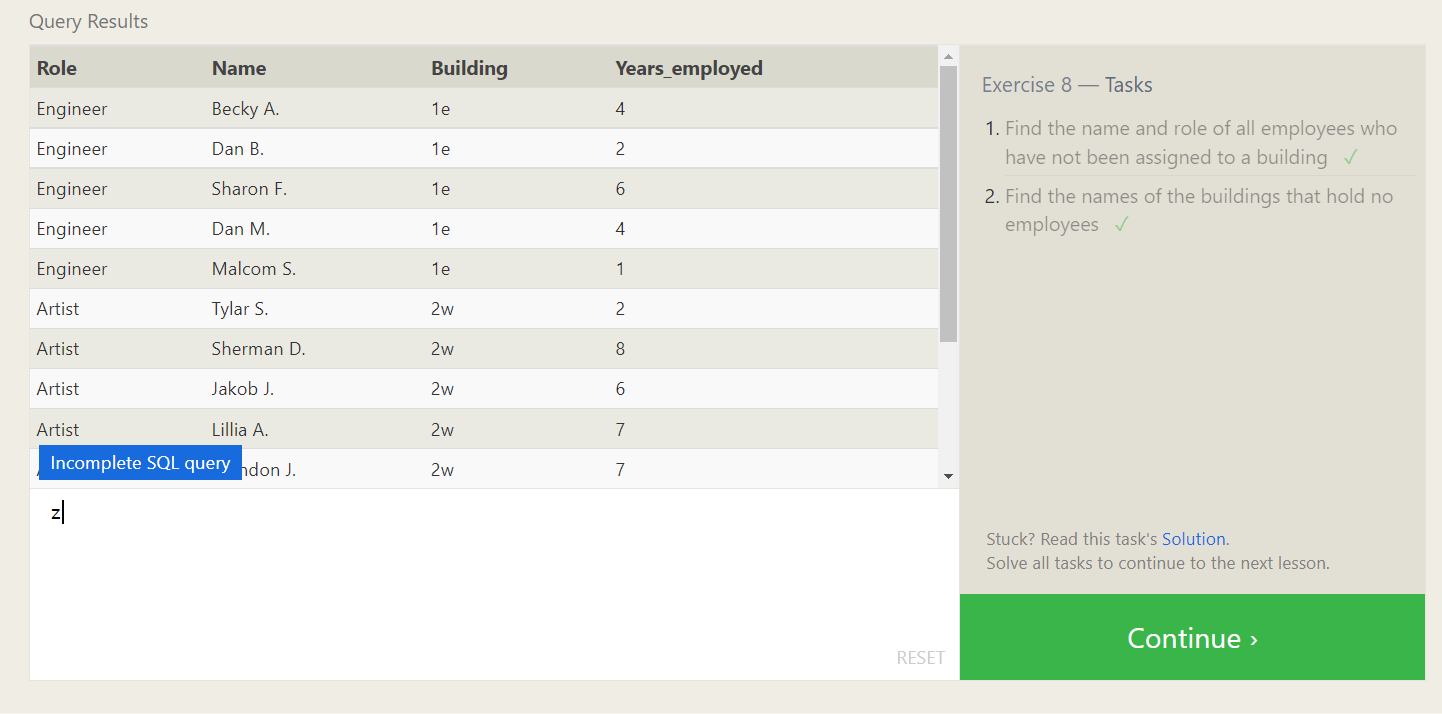 Query Results
Role Name Building Years_employed
Engineer Becky A. 1e 4
Engineer Dan B. 1e 2
Engineer Sharon F. 1e 6
Engineer Dan M. 1e 4
Engineer Malcom S. 1e 1
Artist Tylar S. 2w 2
Artist Sherman D. 2w 8
Artist Jakob J. 2w 6
Artist Lillia A. 2w 7
Incomplete SQL query ndon J. 2w 7
z
RESET
Exercise 8 — Tasks
1. Find the name and role of all employees who
have not been assigned to a building ✓
2. Find the names of the buildings that hold no
employees ✓
Stuck? Read this task's Solution.
Solve all tasks to continue to the next lesson.
Continue ›